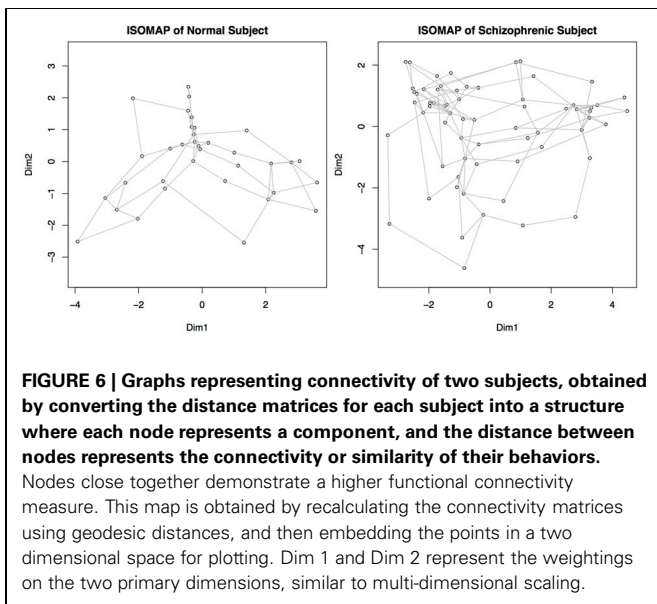 ISOMAP of Normal Subject
3
2
1
0
−1
−2
−3
Dim2
−4
−2
0
2
Dim1
ISOMAP of Schizophrenic Subject
2
0
−2
−4
Dim2
−2
0
2
4
Dim1
FIGURE 6 | Graphs representing connectivity of two subjects, obtained
by converting the distance matrices for each subject into a structure
where each node represents a component, and the distance between
nodes represents the connectivity or similarity of their behaviors.
Nodes close together demonstrate a higher functional connectivity
measure. This map is obtained by recalculating the connectivity matrices
using geodesic distances, and then embedding the points in a two
dimensional space for plotting. Dim 1 and Dim 2 represent the weightings
on the two primary dimensions, similar to multi-dimensional scaling.